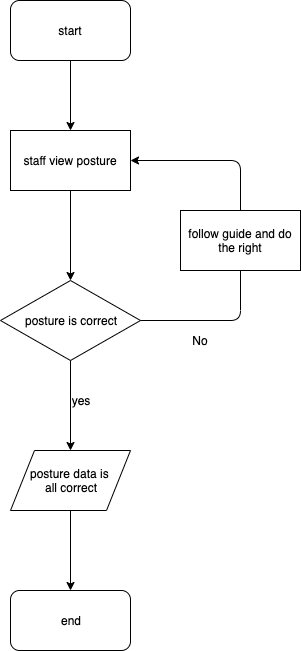 start
staff view posture
follow guide and do
the right
posture is correct
No
yes
posture data is
all correct
end